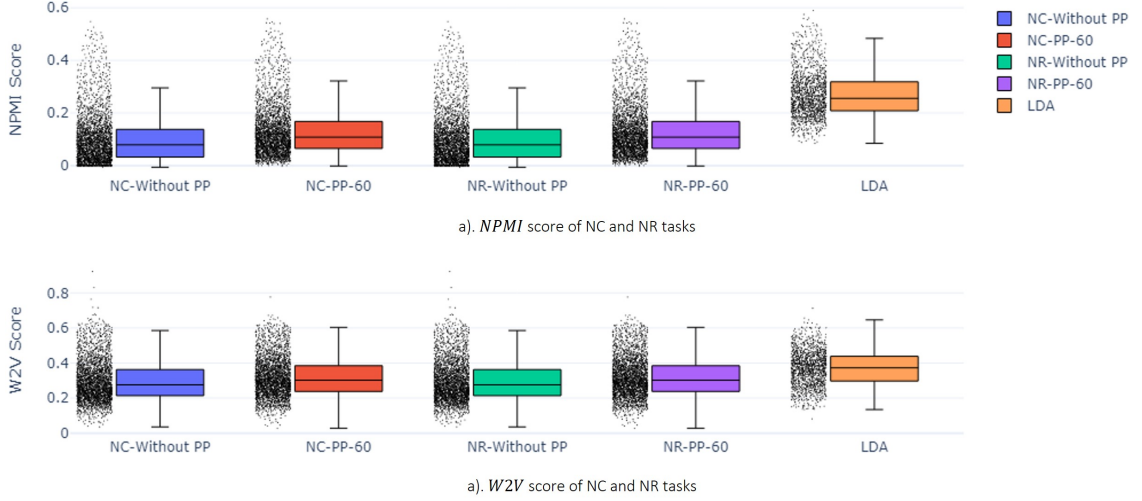 0.6
0.4
0.2
0
NPMI Score
NC-Without PP
NC-PP-60
NR-Without PP
NR-PP-60
LDA
NC-Without PP
NC-PP-60
NR-Without PP
NR-PP-60
LDA
a). NPMI score of NC and NR tasks
0.8
0.6
0.4
0.2
0
W2V Score
NC-Without PP
NC-PP-60
NR-Without PP
NR-PP-60
LDA
a). W2V score of NC and NR tasks